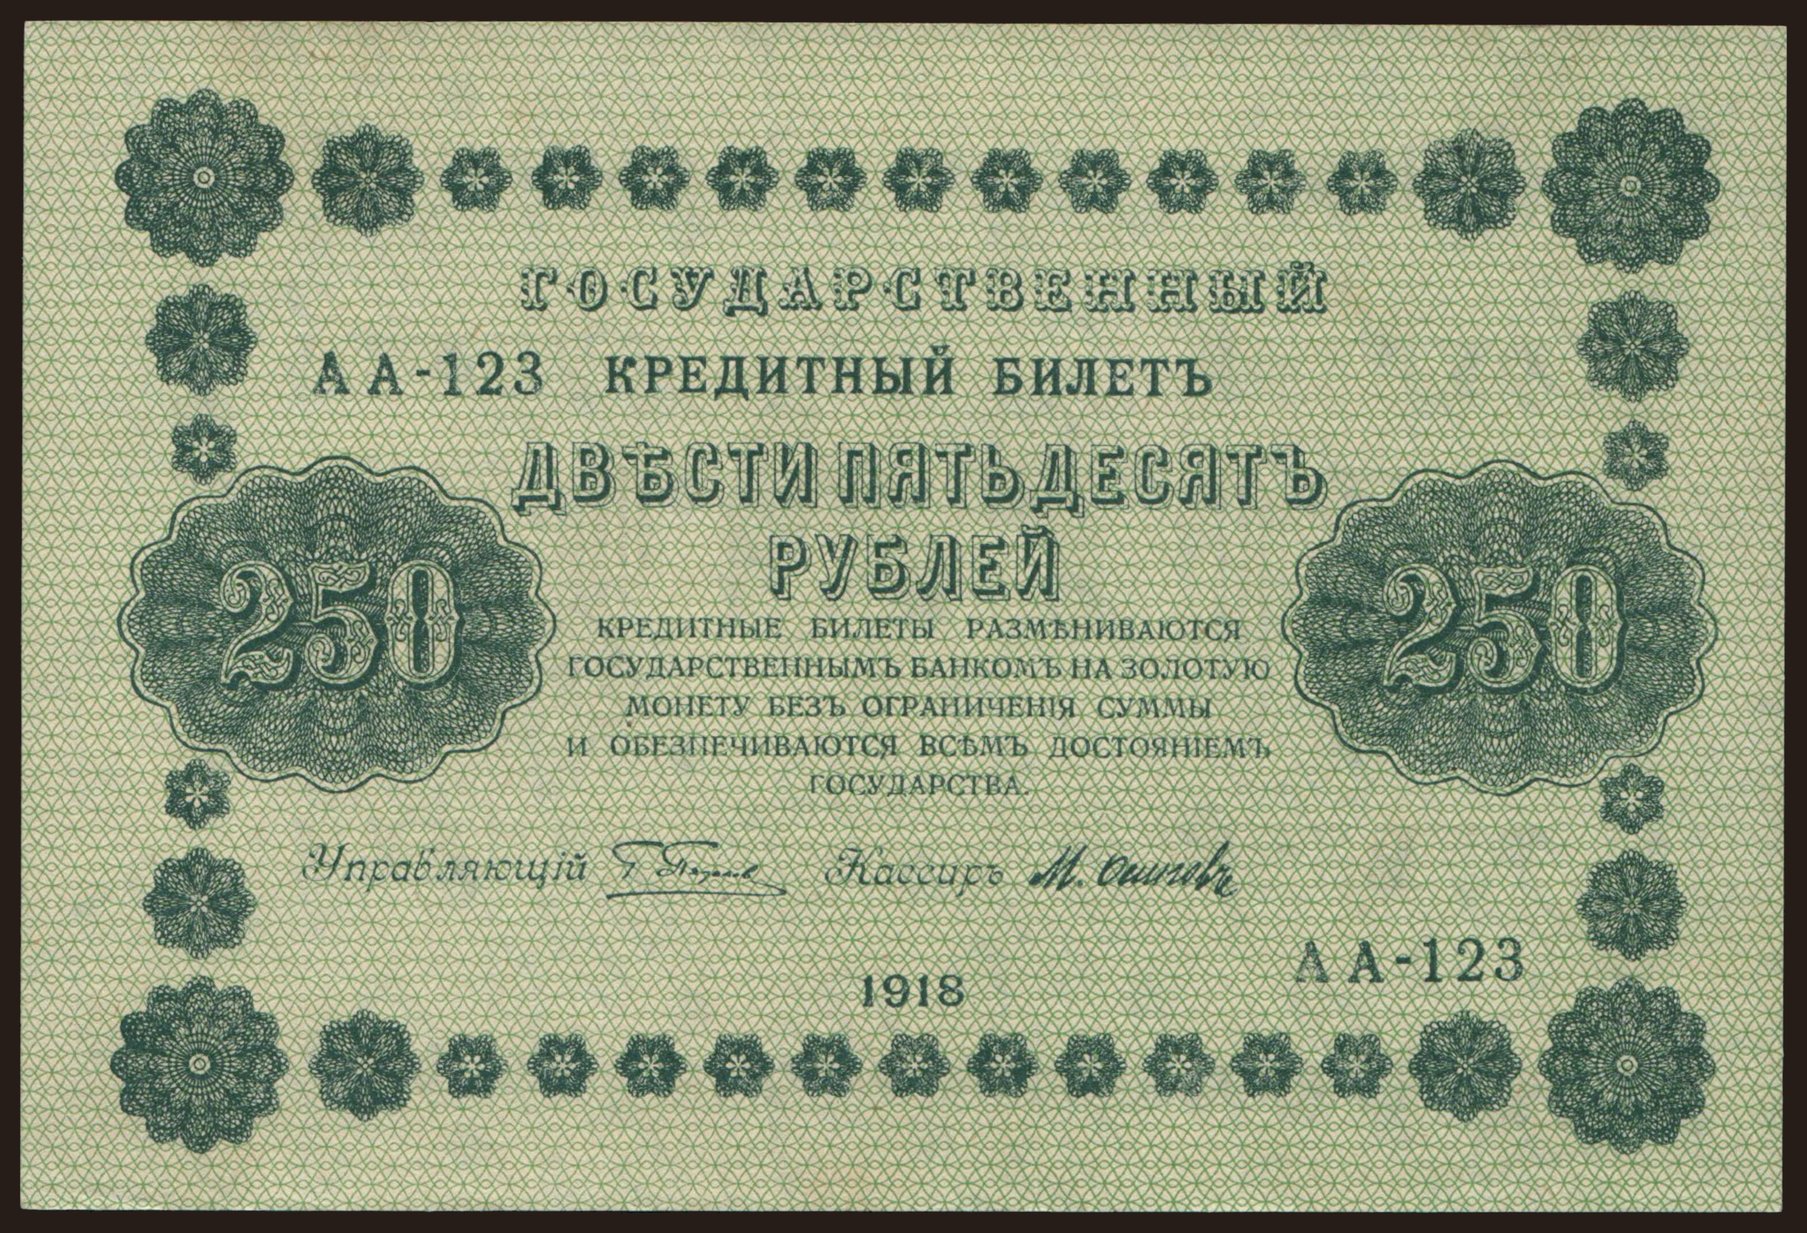 ГОСУДАРСТВЕННЫЙ
АА-123 КРЕДИТНЫЙ БИЛЕТЪ
ДВѢСТИ ПЯТЬДЕСЯТЪ
РУБЛЕЙ
250 250
КРЕДИТНЫЕ БИЛЕТЫ РАЗМѢНИВАЮТСЯ
ГОСУДАРСТВЕННЫМЪ БАНКОМЪ НА ЗОЛОТУЮ
МОНЕТУ БЕЗЪ ОГРАНИЧЕНІЯ СУММЫ
И ОБЕЗПЕЧИВАЮТСЯ ВСѢМЪ ДОСТОЯНІЕМЪ
ГОСУДАРСТВА.
Управляющій Кассиръ М. Осиповъ
АА-123
1918